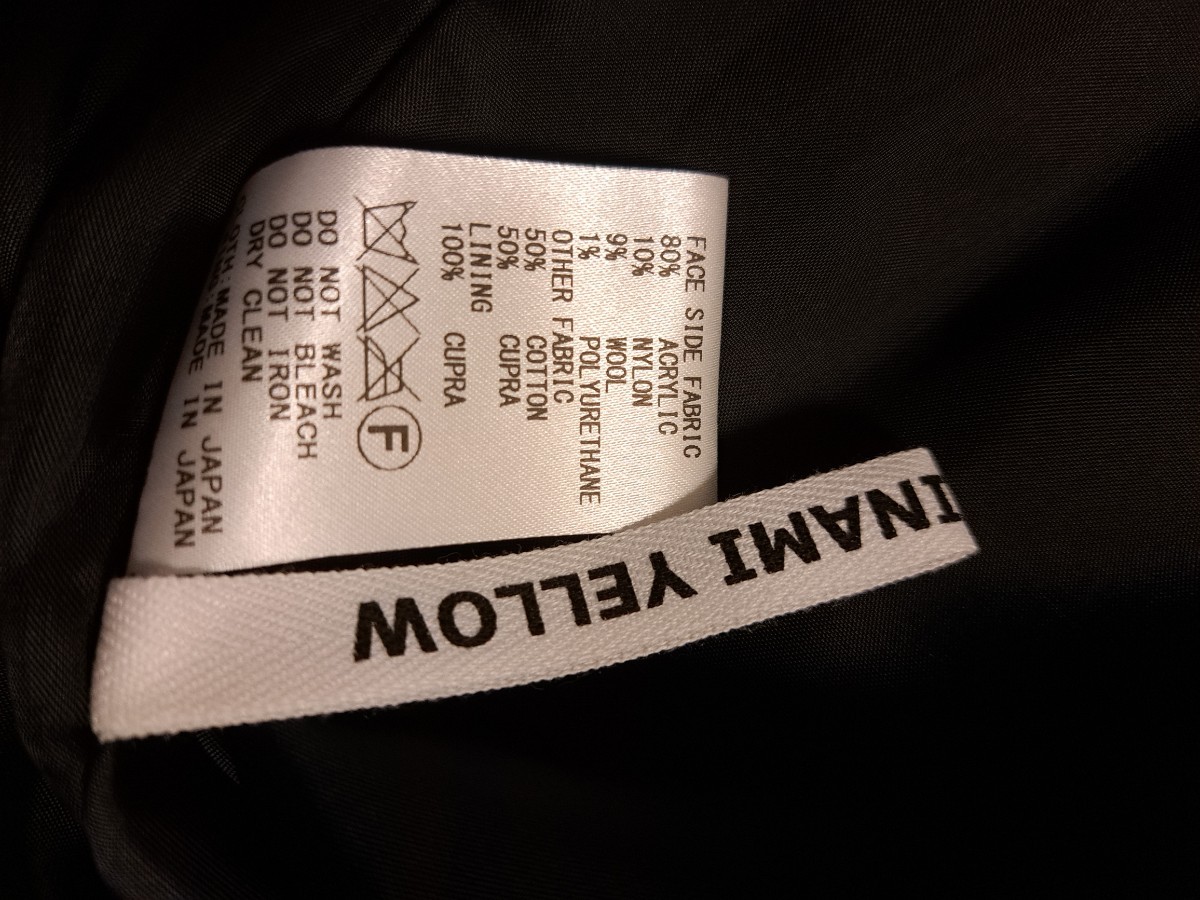 FACE SIDE FABRIC
80% ACRYLIC
10% NYLON
9% WOOL
1% POLYURETHANE
OTHER FABRIC
50% COTTON
50% CUPRA
LINING
100% CUPRA
F
DO NOT WASH
DO NOT BLEACH
DO NOT IRON
DRY CLEAN
MADE IN JAPAN
MADE IN JAPAN
INAMI YELLOW